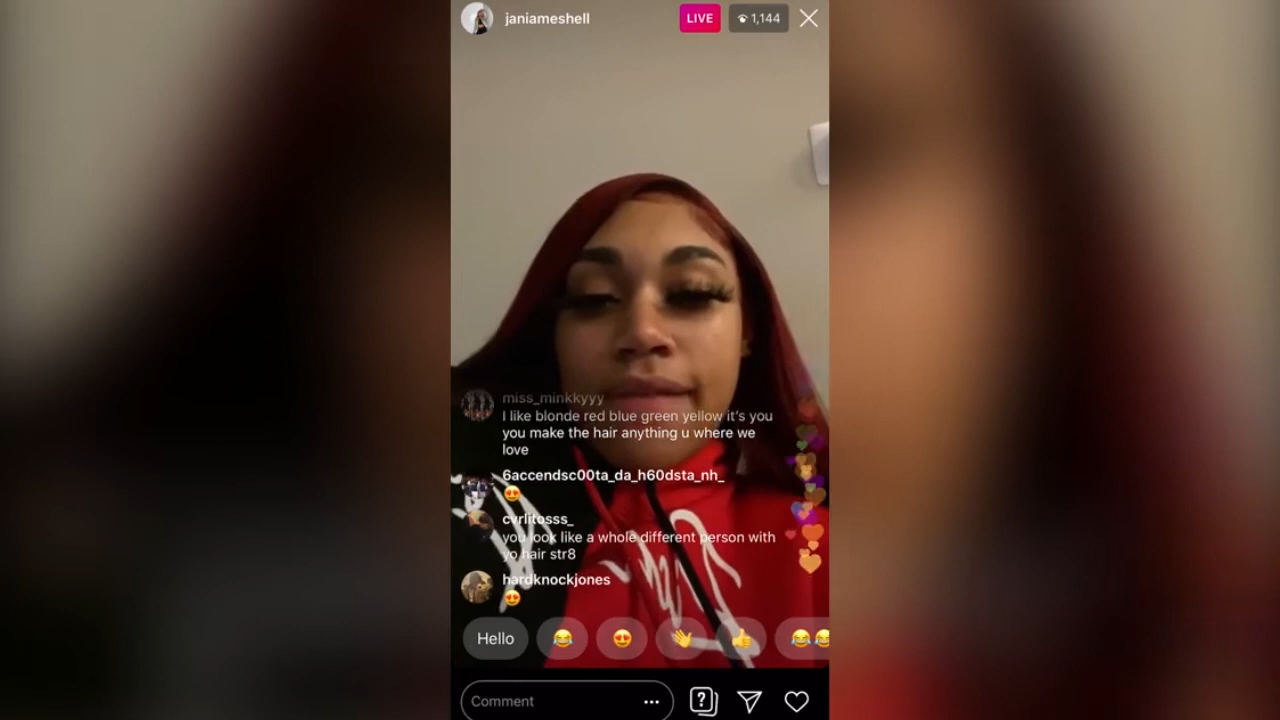 janiameshell
LIVE
1,144
miss_minkkyyy
I like blonde red blue green yellow it's you
you make the hair anything u where we
love
6accendsc00ta_da_h60dsta_nh_
😍
cvrlitosss_
you look like a whole different person with
yo hair str8
hardknockjones
😍
Hello 😂 😍 👋 👍 😂😂
Comment